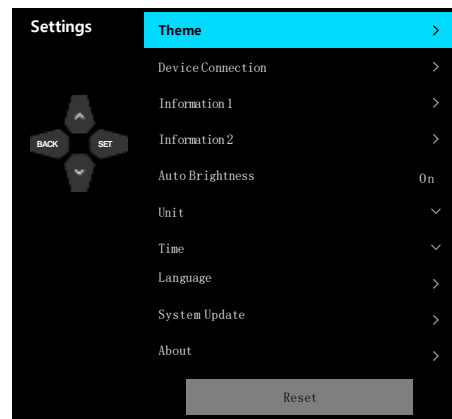 Settings
BACK
SET
Theme
Device Connection
Information 1
Information 2
Auto Brightness On
Unit
Time
Language
System Update
About
Reset